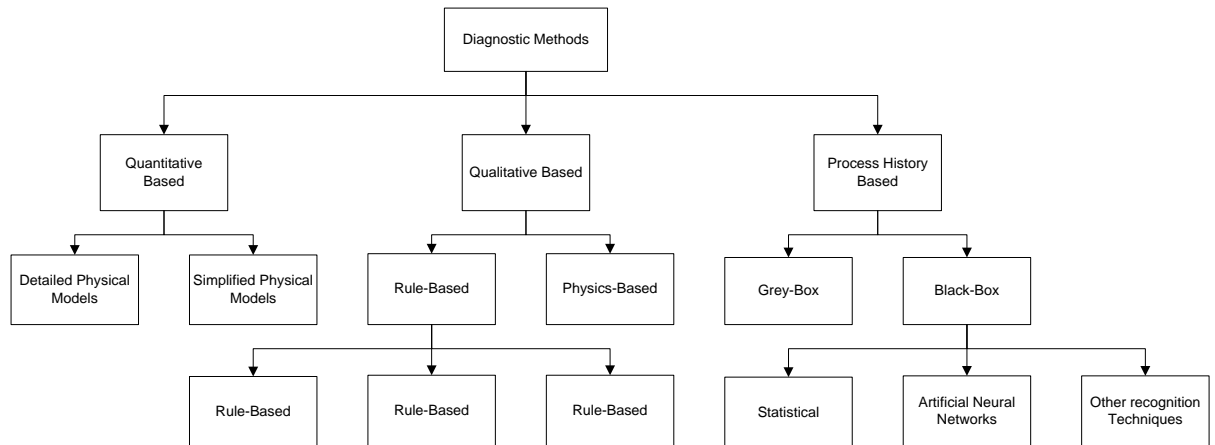 Diagnostic Methods
Quantitative
Based
Qualitative Based
Process History
Based
Detailed Physical
Models
Simplified Physical
Models
Rule-Based
Physics-Based
Grey-Box
Black-Box
Rule-Based
Rule-Based
Rule-Based
Statistical
Artificial Neural
Networks
Other recognition
Techniques